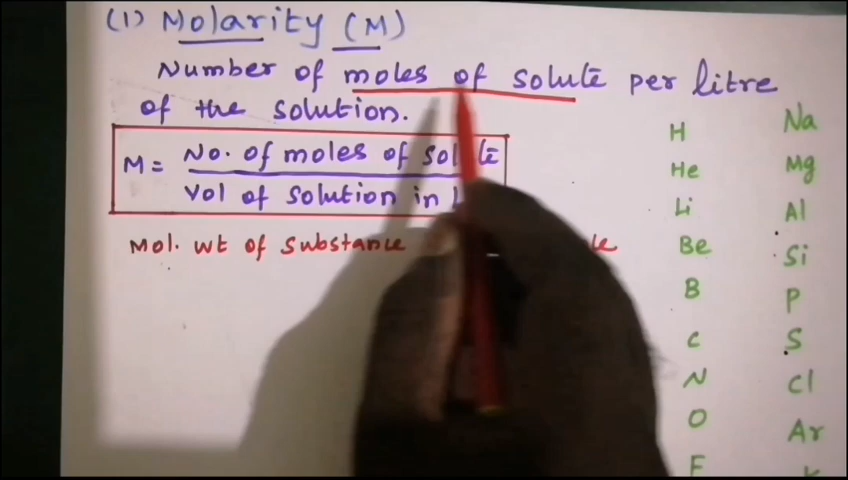 (1) Molarity (M)
Number of moles of solute per litre
of the solution.
M = No. of moles of solute
Vol of solution in
Mol. wt of substance
H
He
Li
Be
B
C
N
O
F
Na
Mg
Al
Si
P
S
Cl
Ar
K